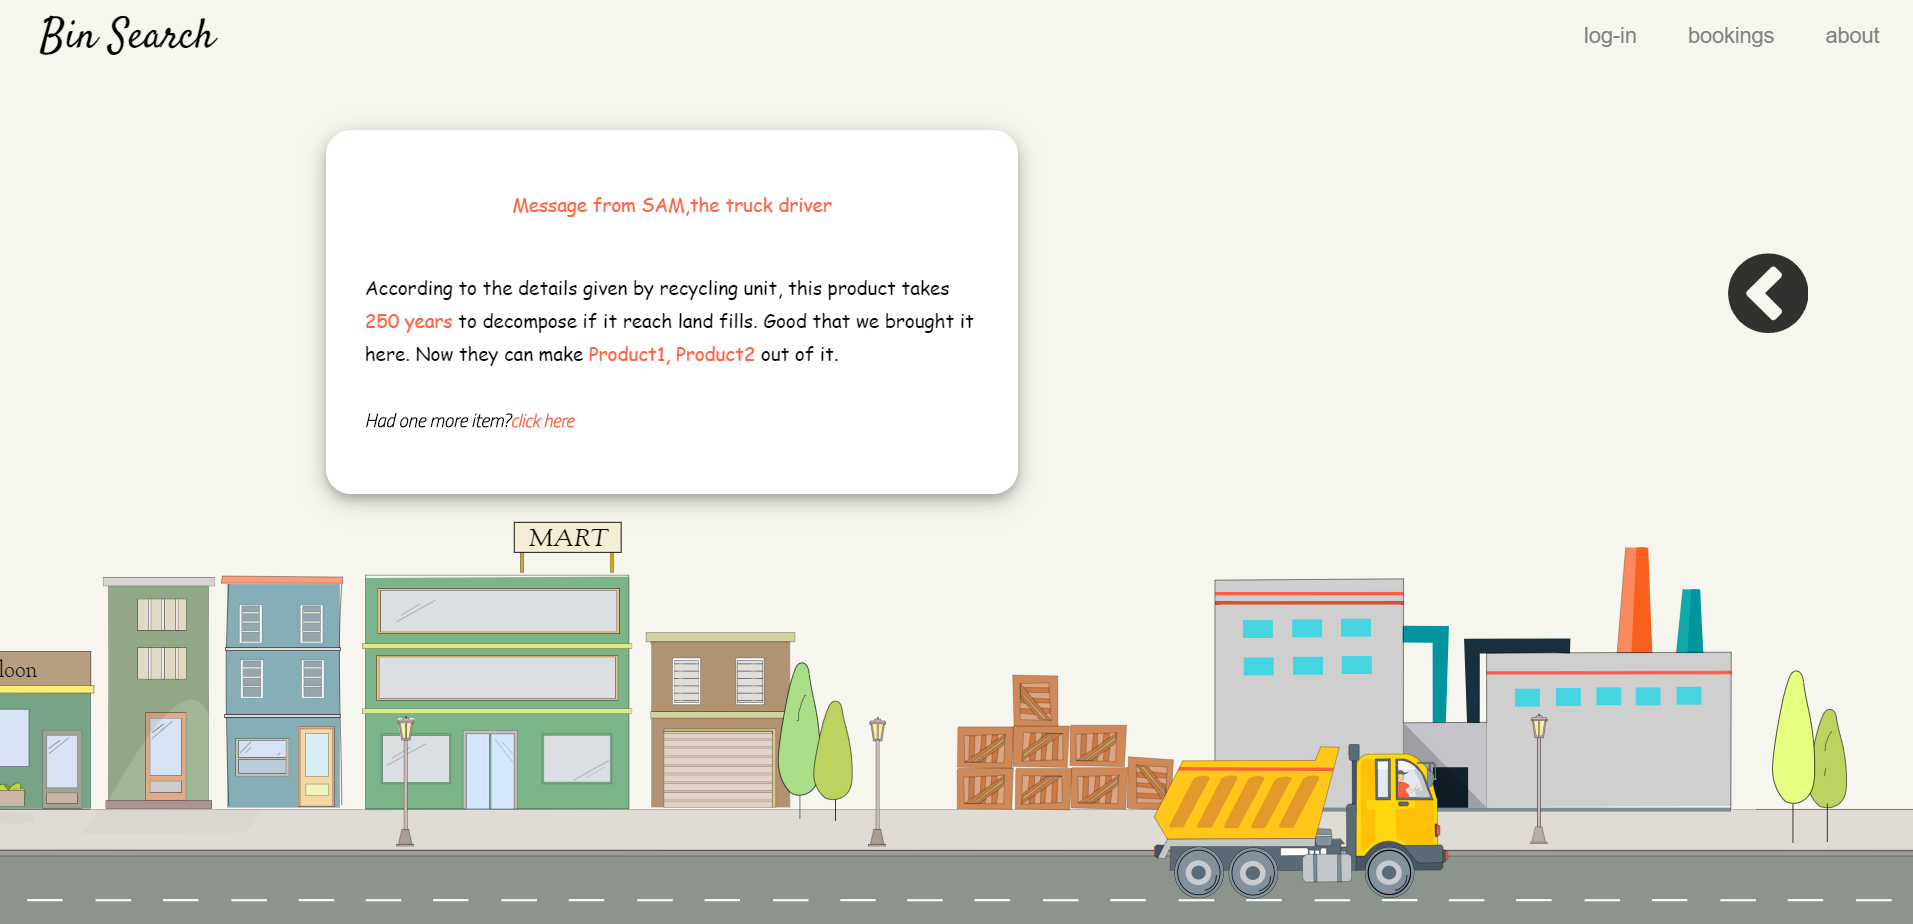 Bin Search
log-in bookings about
Message from SAM,the truck driver
According to the details given by recycling unit, this product takes
250 years to decompose if it reach land fills. Good that we brought it
here. Now they can make Product1, Product2 out of it.
Had one more item?click here
MART
loon